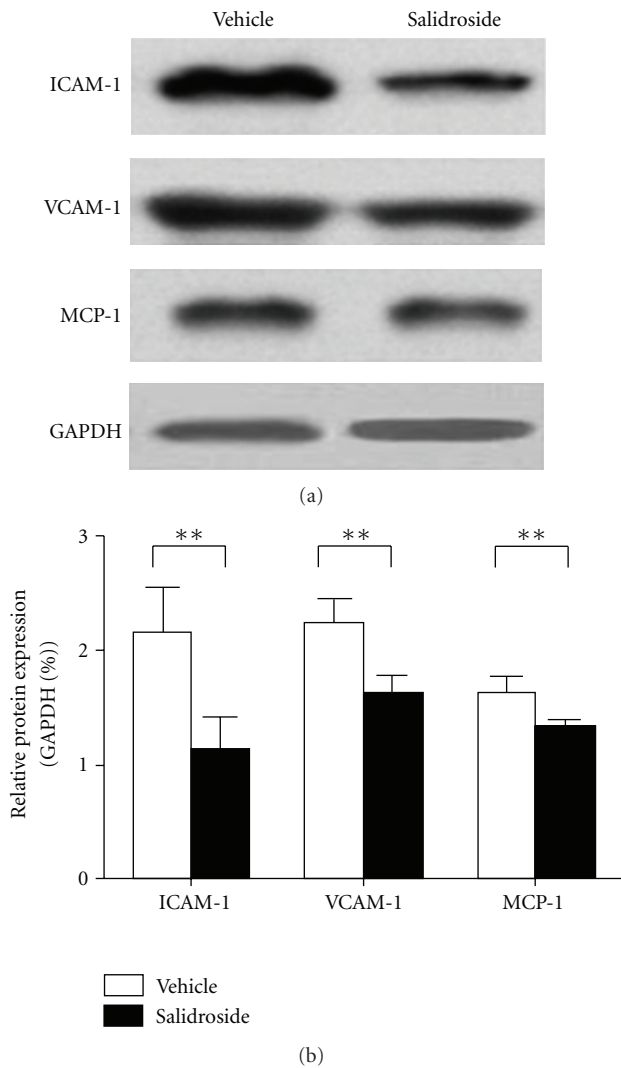 Vehicle Salidroside
ICAM-1
VCAM-1
MCP-1
GAPDH
(a)
3
2
1
0
Relative protein expression
(GAPDH (%))
** ** **
ICAM-1 VCAM-1 MCP-1
Vehicle
Salidroside
(b)